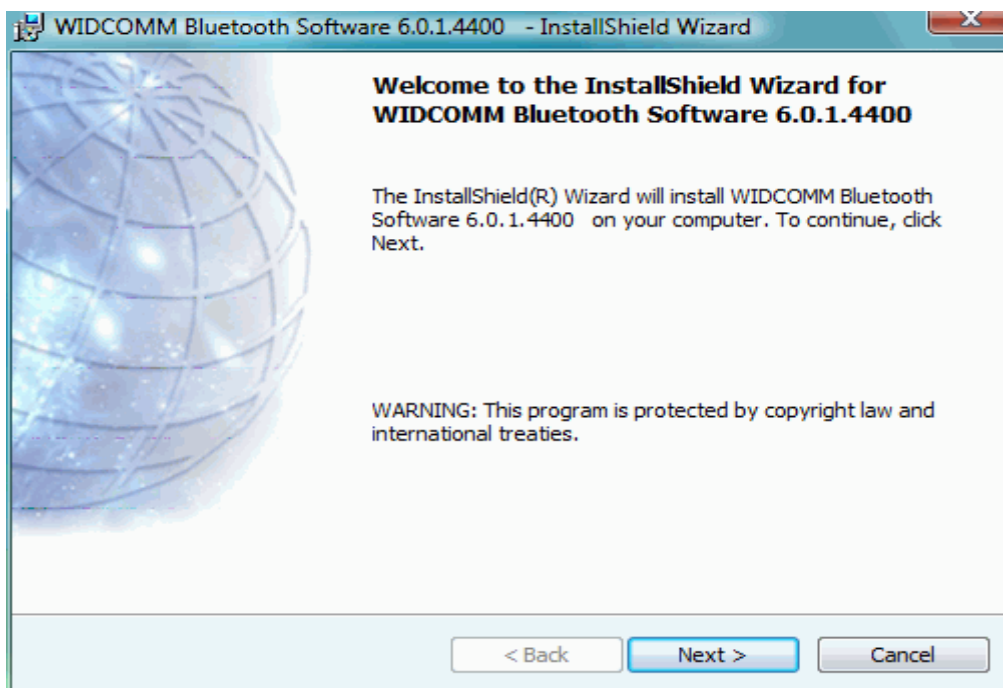 WIDCOMM Bluetooth Software 6.0.1.4400 - InstallShield Wizard
X
Welcome to the InstallShield Wizard for
WIDCOMM Bluetooth Software 6.0.1.4400
The InstallShield(R) Wizard will install WIDCOMM Bluetooth
Software 6.0.1.4400 on your computer. To continue, click
Next.
WARNING: This program is protected by copyright law and
international treaties.
< Back Next > Cancel